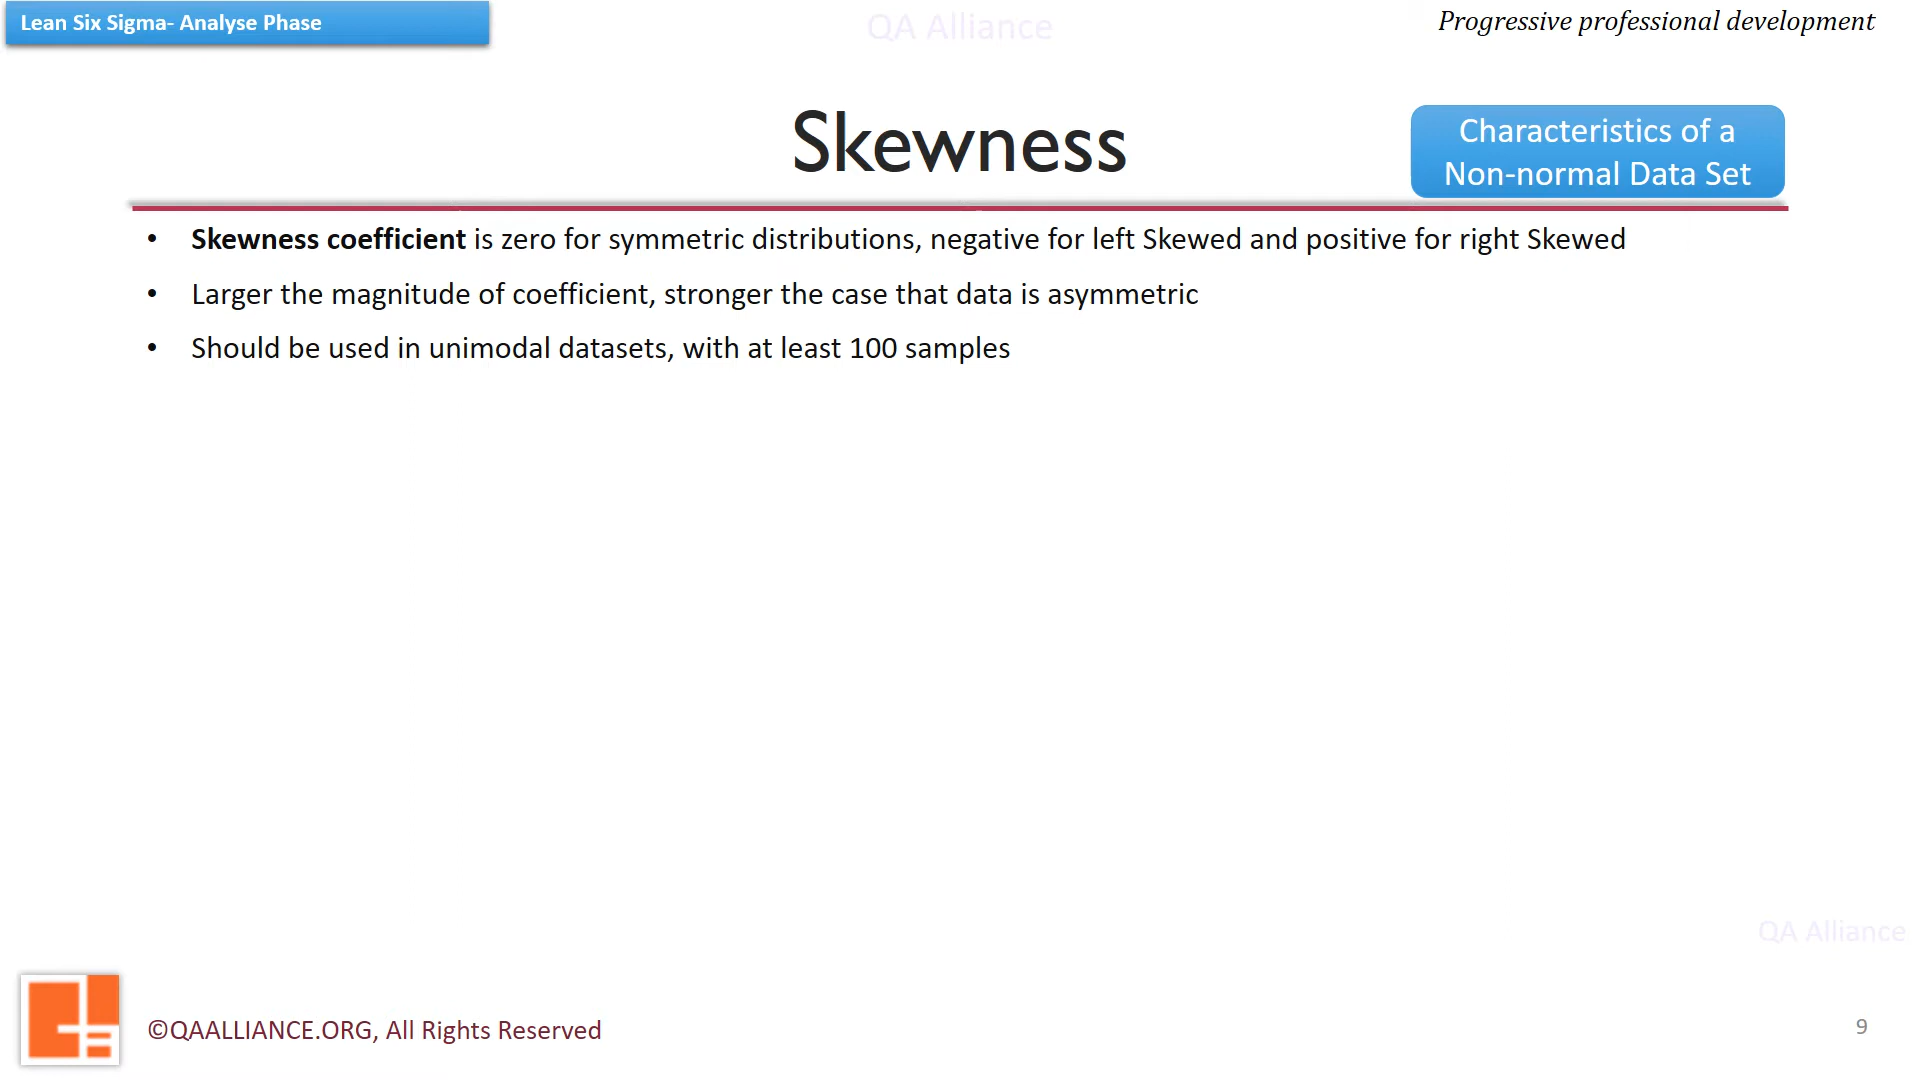 Lean Six Sigma- Analyse Phase
QA Alliance
Progressive professional development
Skewness
Characteristics of a
Non-normal Data Set
• Skewness coefficient is zero for symmetric distributions, negative for left Skewed and positive for right Skewed
• Larger the magnitude of coefficient, stronger the case that data is asymmetric
• Should be used in unimodal datasets, with at least 100 samples
QA Alliance
©QAALLIANCE.ORG, All Rights Reserved
9